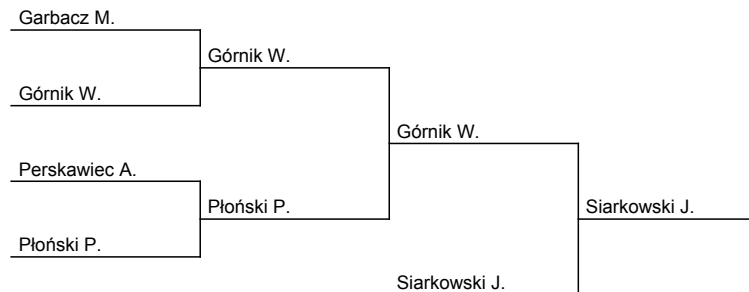 Garbacz M.
Górnik W.
Górnik W.
Górnik W.
Perskawiec A.
Płoński P.
Siarkowski J.
Płoński P.
Siarkowski J.